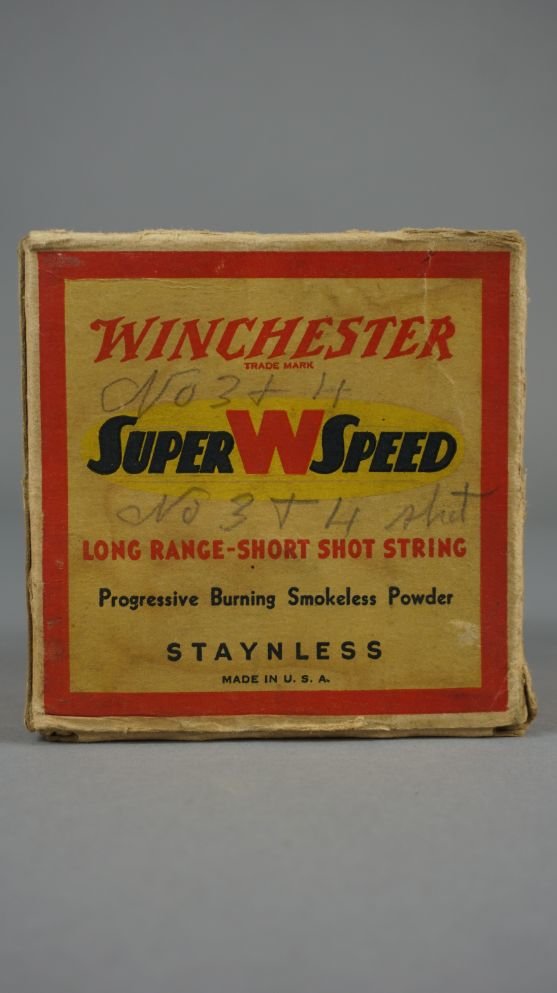 WINCHESTER
TRADE MARK
No 3 + 4
SUPER W SPEED
No 3 + 4 shot
LONG RANGE-SHORT SHOT STRING
Progressive Burning Smokeless Powder
STAYNLESS
MADE IN U. S. A.